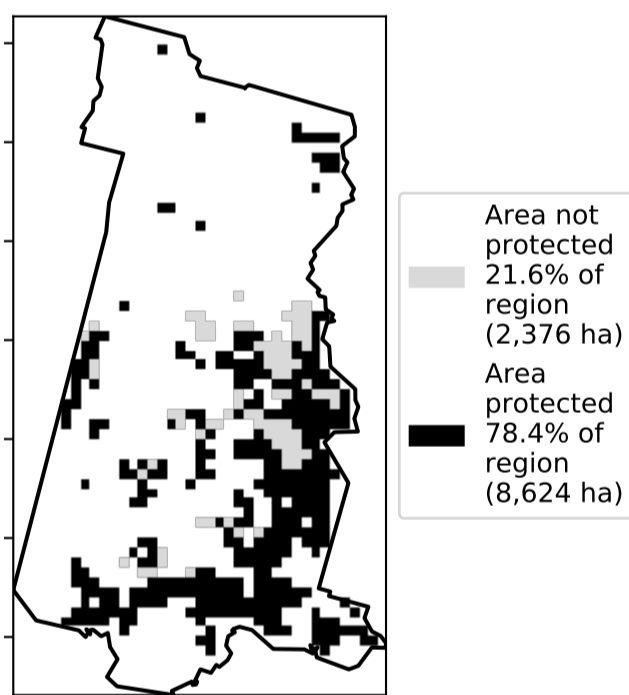 Area not
protected
21.6% of
region
(2,376 ha)
Area
protected
78.4% of
region
(8,624 ha)